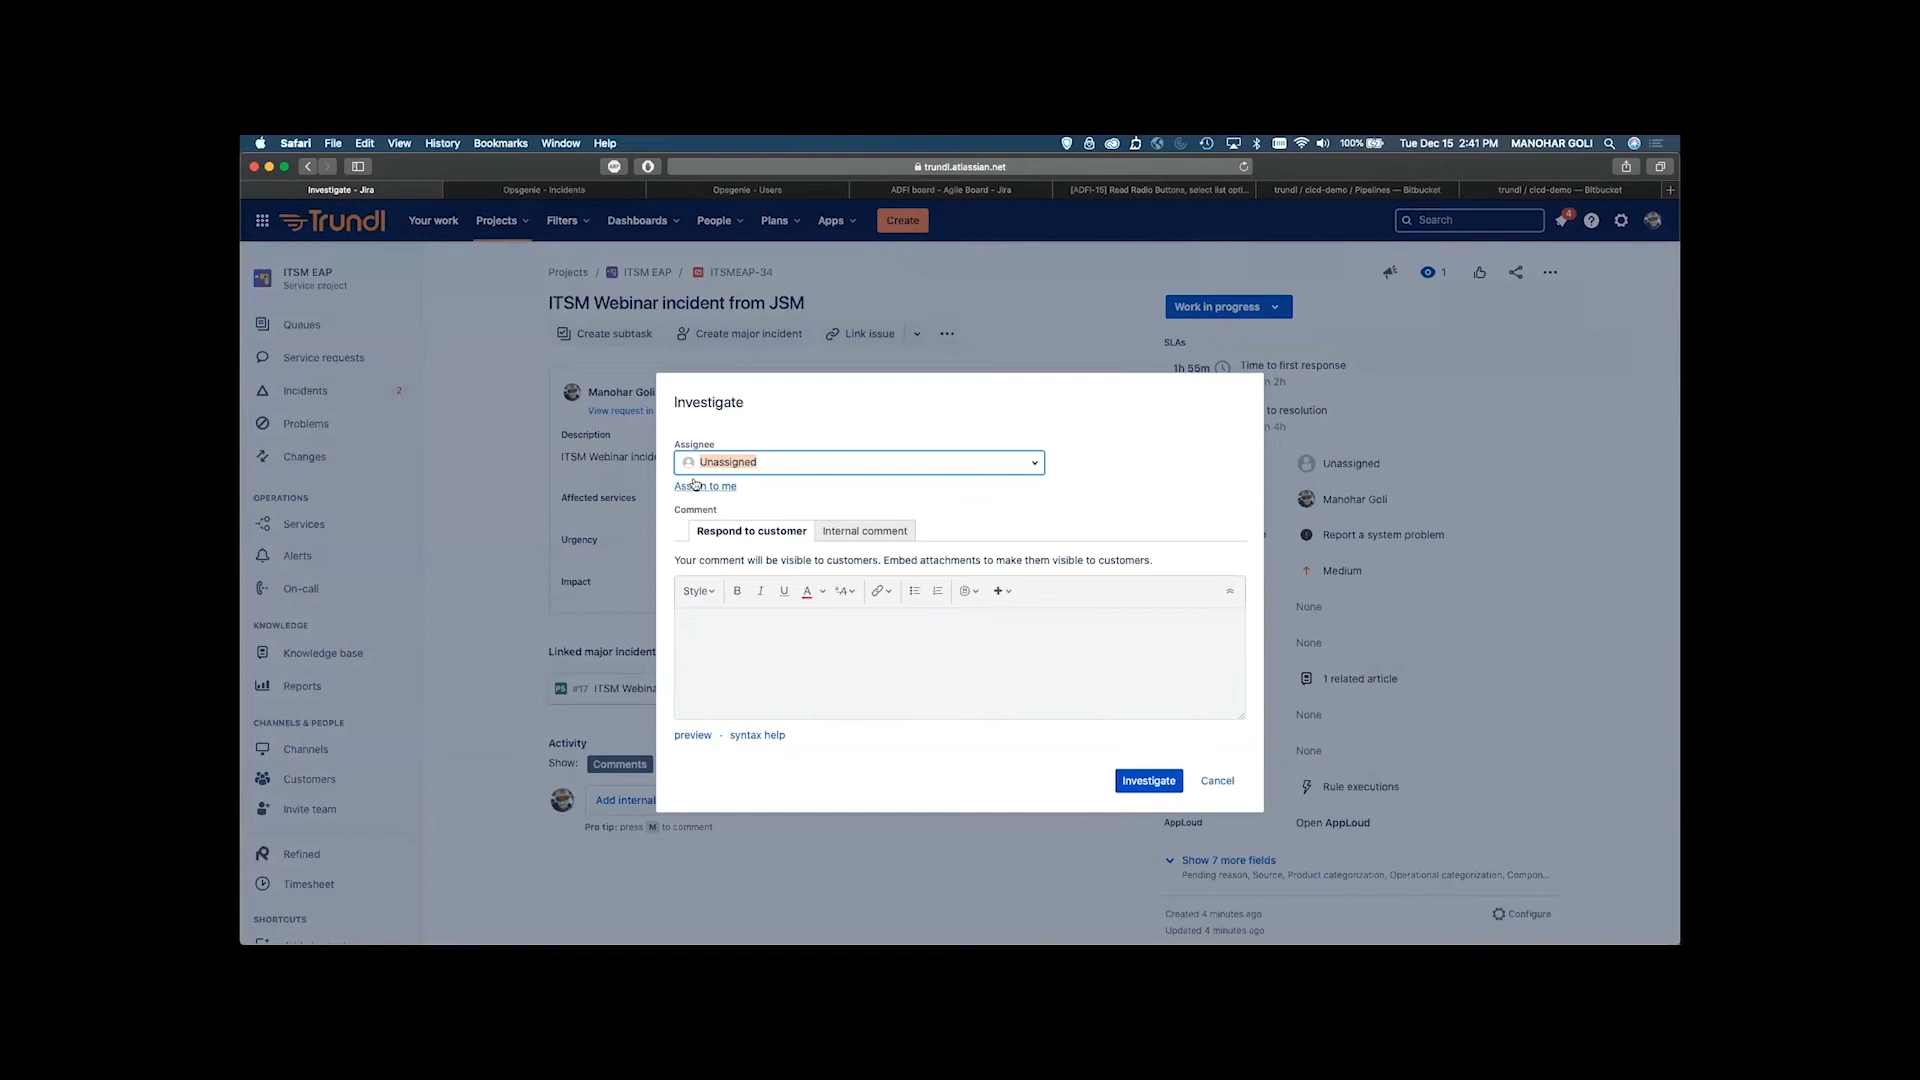 Safari File Edit View History Bookmarks Window Help 100% Tue Dec 15 2:41 PM MANOHAR GOLI
trundl.atlassian.net
Investigate - Jira Opsgenie - Incidents Opsgenie - Users ADFI board - Agile Board - Jira [ADFI-15] Read Radio Buttons, select list opti... trundl / cicd-demo / Pipelines — Bitbucket trundl / cicd-demo — Bitbucket
Trundl Your work Projects Filters Dashboards People Plans Apps Create Search 4
ITSM EAP
Service project
Queues
Service requests
Incidents 2
Problems
Changes
OPERATIONS
Services
Alerts
On-call
KNOWLEDGE
Knowledge base
Reports
CHANNELS & PEOPLE
Channels
Customers
Invite team
Refined
Timesheet
SHORTCUTS
Projects / ITSM EAP / ITSMEAP-34
ITSM Webinar incident from JSM
Create subtask Create major incident Link issue
Manohar Goli
View request in
Description
ITSM Webinar incide
Affected services
Urgency
Impact
Linked major incident
#17 ITSM Webina
Activity
Show: Comments
Add internal
Pro tip: press M to comment
Investigate
Assignee
Unassigned
Assign to me
Comment
Respond to customer Internal comment
Your comment will be visible to customers. Embed attachments to make them visible to customers.
Style B I U A
preview · syntax help
Investigate Cancel
1
Work in progress
SLAs
1h 55m Time to first response
n 2h
to resolution
n 4h
Unassigned
Manohar Goli
Report a system problem
Medium
None
None
1 related article
None
None
Rule executions
AppLoud Open AppLoud
Show 7 more fields
Pending reason, Source, Product categorization, Operational categorization, Compon...
Created 4 minutes ago Configure
Updated 4 minutes ago